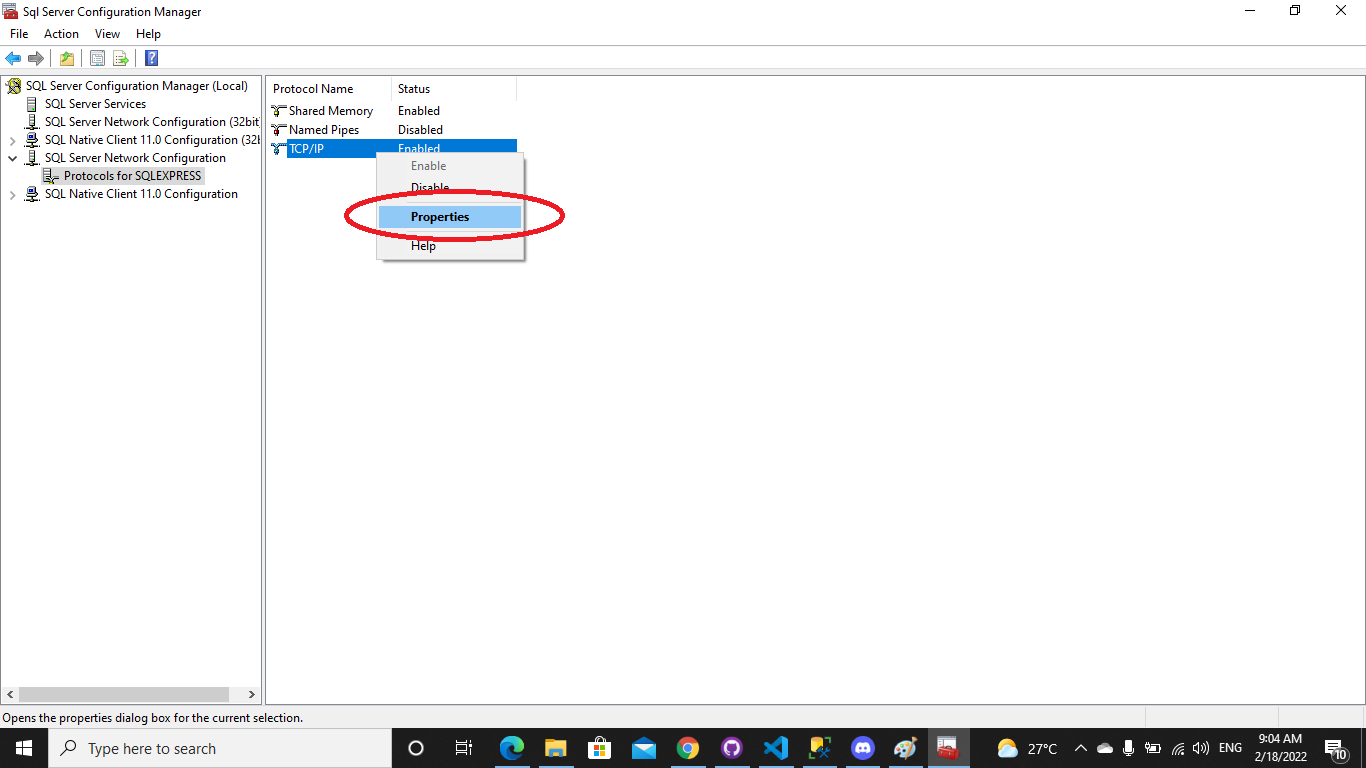 Sql Server Configuration Manager
File Action View Help
SQL Server Configuration Manager (Local)
SQL Server Services
SQL Server Network Configuration (32bit
SQL Native Client 11.0 Configuration (32b
SQL Server Network Configuration
Protocols for SQLEXPRESS
SQL Native Client 11.0 Configuration
Protocol Name Status
Shared Memory Enabled
Named Pipes Disabled
TCP/IP Enabled
Enable
Disable
Properties
Help
Opens the properties dialog box for the current selection.
Type here to search
27°C
ENG
9:04 AM
2/18/2022
10